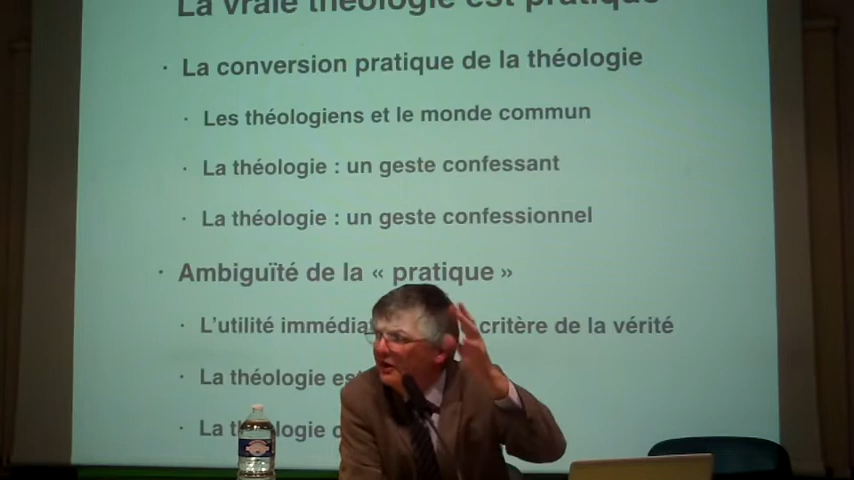 La vraie théologie est pratique
· La conversion pratique de la théologie
· Les théologiens et le monde commun
· La théologie : un geste confessant
· La théologie : un geste confessionnel
· Ambiguïté de la « pratique »
· L'utilité immédia critère de la vérité
· La théologie es
· La théologie